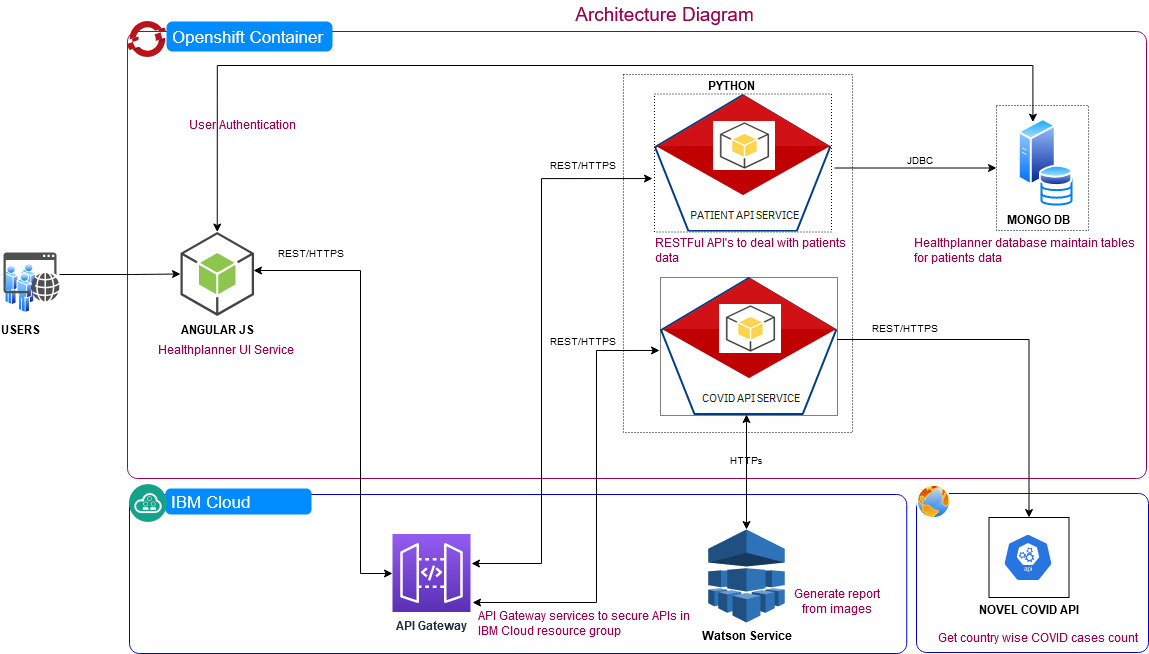 Architecture Diagram
Openshift Container
PYTHON
User Authentication
REST/HTTPS
JDBC
PATIENT API SERVICE
MONGO DB
RESTFul API's to deal with patients
data
Healthplanner database maintain tables
for patients data
REST/HTTPS
USERS
ANGULAR JS
Healthplanner UI Service
REST/HTTPS
REST/HTTPS
COVID API SERVICE
HTTPs
IBM Cloud
</>
API Gateway
API Gateway services to secure APIs in
IBM Cloud resource group
Generate report
from images
Watson Service
api
NOVEL COVID API
Get country wise COVID cases count